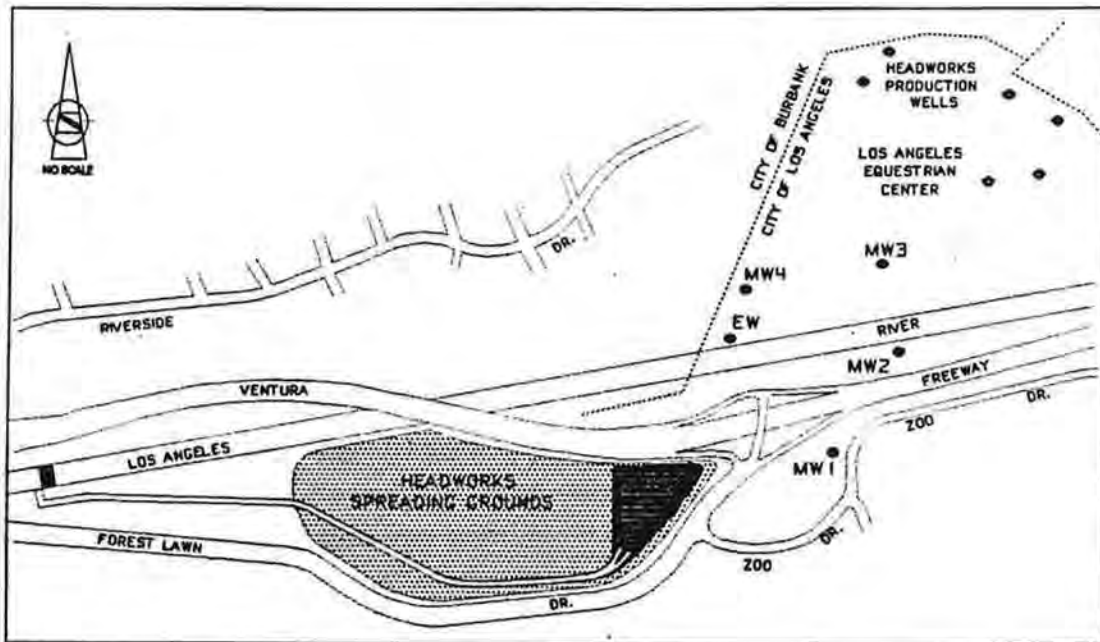 NO SCALE
CITY OF BURBANK
CITY OF LOS ANGELES
HEADWORKS
PRODUCTION
WELLS
LOS ANGELES
EQUESTRIAN
CENTER
MW3
MW4
EW
RIVER
MW2
FREEWAY
DR.
RIVERSIDE
VENTURA
LOS ANGELES
ZOO
DR.
MW1
HEADWORKS
SPREADING GROUNDS
FOREST LAWN
DR.
ZOO
DR.